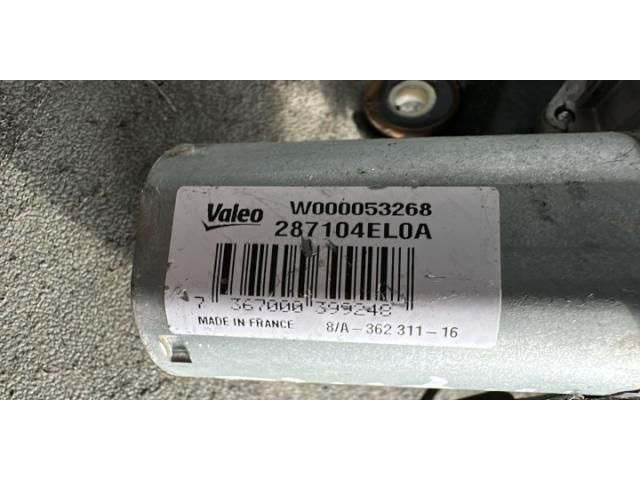 Valeo W000053268
287104EL0A
7 367000 399248
MADE IN FRANCE 8/A-362 311-16